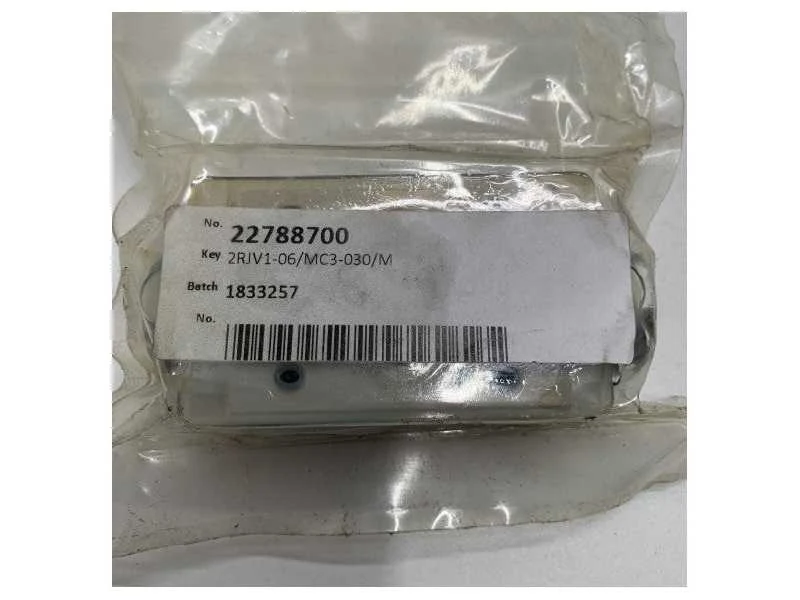 No. 22788700
Key 2RJV1-06/MC3-030/M
Batch 1833257
No.